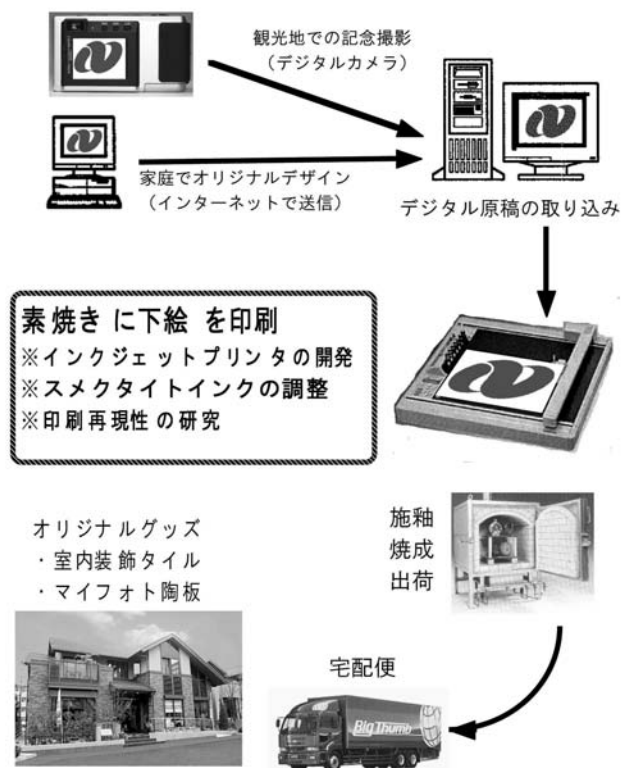 観光地での記念撮影
（デジタルカメラ）
家庭でオリジナルデザイン
（インターネットで送信）
デジタル原稿の取り込み
素焼きに下絵を印刷
※インクジェットプリンタの開発
※スメクタイトインクの調整
※印刷再現性の研究
オリジナルグッズ
・室内装飾タイル
・マイフォト陶板
施釉
焼成
出荷
宅配便
Big Thumb